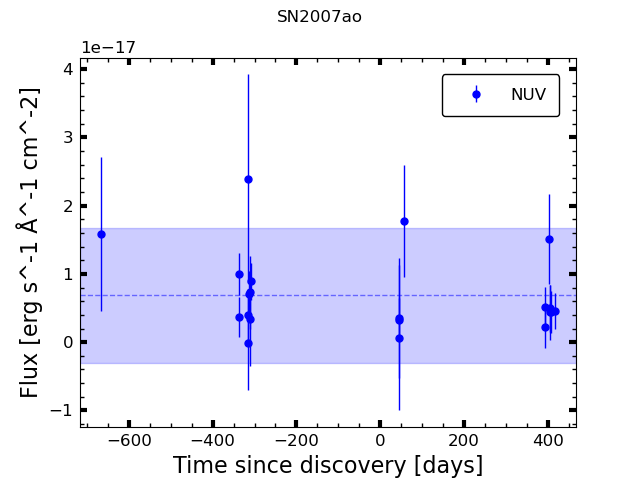 SN2007ao
1e−17
NUV
4
3
2
1
0
−1
Flux [erg s^-1 Å^-1 cm^-2]
−600 −400 −200 0 200 400
Time since discovery [days]